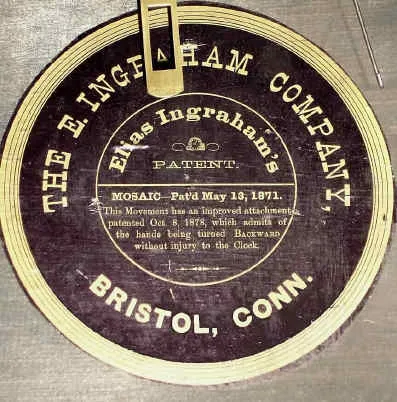 THE E. INGRAHAM COMPANY,
Elias Ingraham's
PATENT.
MOSAIC—Pat'd May 13, 1871.
This Movement has an improved attachment,
patented Oct. 8, 1878, which admits of
the hands being turned BACKWARD
without injury to the Clock.
BRISTOL, CONN.